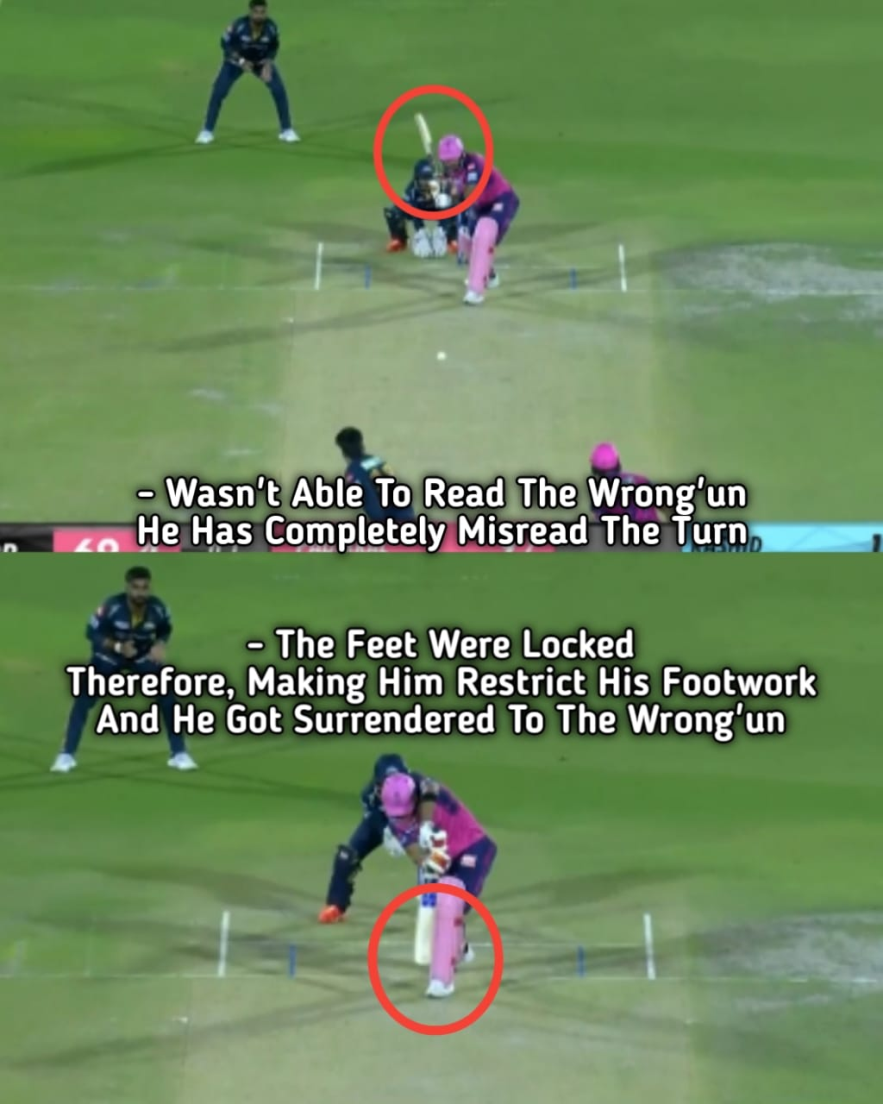 - Wasn't Able To Read The Wrong'un
He Has Completely Misread The Turn
- The Feet Were Locked
Therefore, Making Him Restrict His Footwork
And He Got Surrendered To The Wrong'un